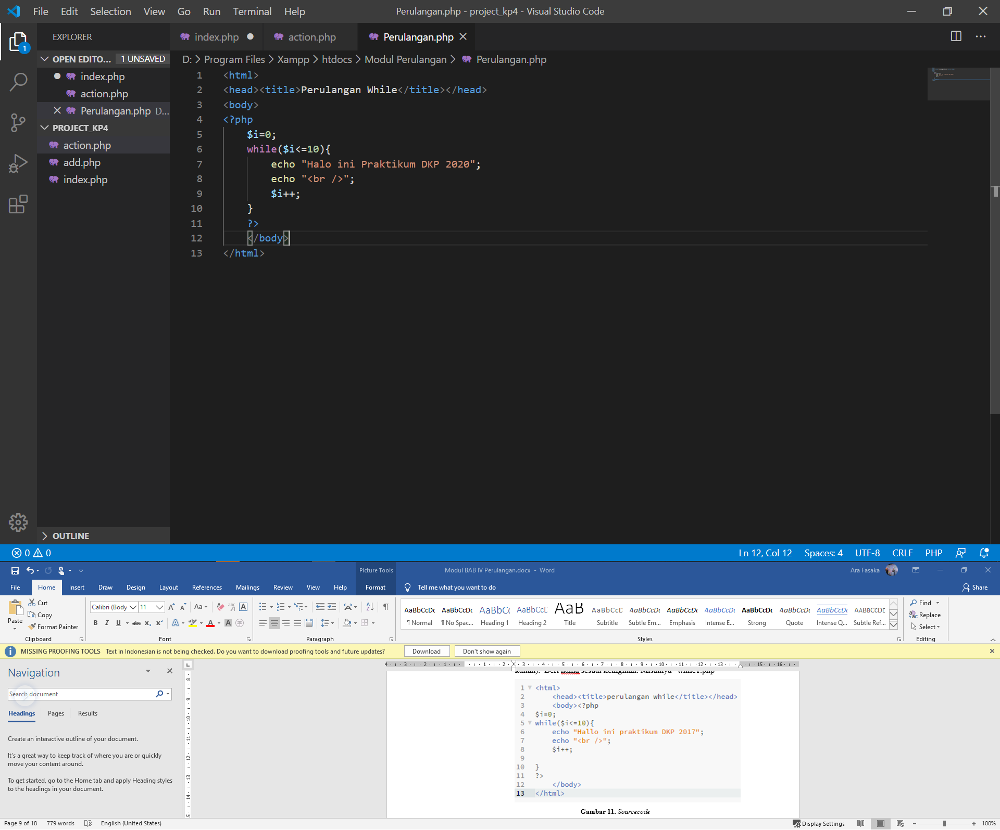 File Edit Selection View Go Run Terminal Help
Perulangan.php - project_kp4 - Visual Studio Code
EXPLORER
index.php
action.php
Perulangan.php
OPEN EDITO...
1 UNSAVED
D: > Program Files > Xampp > htdocs > Modul Perulangan > Perulangan.php
index.php
action.php
Perulangan.php D...
PROJECT_KP4
action.php
add.php
index.php
OUTLINE
1
1 <html>
2 <head><title>Perulangan While</title></head>
3 <body>
4 <?php
5 $i=0;
6 while($i<=10){
7 echo "Halo ini Praktikum DKP 2020";
8 echo "<br />";
9 $i++;
10 }
11 ?>
12 </body>
13 </html>
0 0
Ln 12, Col 12 Spaces: 4 UTF-8 CRLF PHP
Picture Tools
Modul BAB IV Perulangan.docx - Word
Ara Fasaka
File Home Insert Draw Design Layout References Mailings Review View Help Format Tell me what you want to do Share
Paste
Cut
Copy
Format Painter
Clipboard
Calibri (Body 11
Font
Paragraph
AaBbCcDc AaBbCcDc AaBbC( AaBbCcE AaB AaBbCcD AaBbCcDc AaBbCcDc AaBbCcDc AaBbCcDc AaBbCcDc AaBbCcDc AABBCCDE
¶ Normal ¶ No Spac... Heading 1 Heading 2 Title Subtitle Subtle Em... Emphasis Intense E... Strong Quote Intense Q... Subtle Ref...
Styles
Find
Replace
Select
Editing
MISSING PROOFING TOOLS Text in Indonesian is not being checked. Do you want to download proofing tools and future updates? Download Don't show again
Navigation
Search document
Headings Pages Results
Create an interactive outline of your document.
It's a great way to keep track of where you are or quickly
move your content around.
To get started, go to the Home tab and apply Heading styles
to the headings in your document.
1 <html>
2 <head><title>perulangan while</title></head>
3 <body><?php
4 $i=0;
5 while($i<=10){
6 echo "Hallo ini praktikum DKP 2017";
7 echo "<br />";
8 $i++;
9
10 }
11 ?>
12 </body>
13 </html>
Gambar 11. Sourcecode
Page 9 of 18 779 words English (United States)
Display Settings 100%